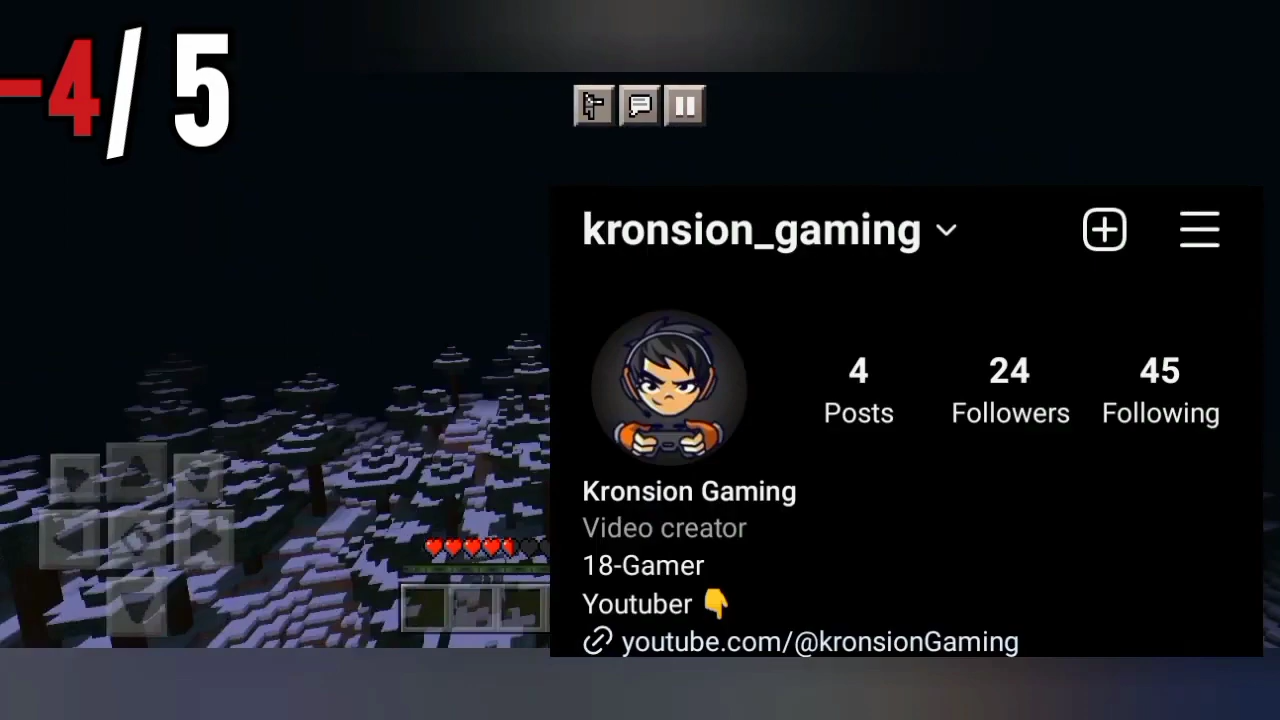 -4/ 5
kronsion_gaming
4 24 45
Posts Followers Following
Kronsion Gaming
Video creator
18-Gamer
Youtuber 👇
youtube.com/@kronsionGaming